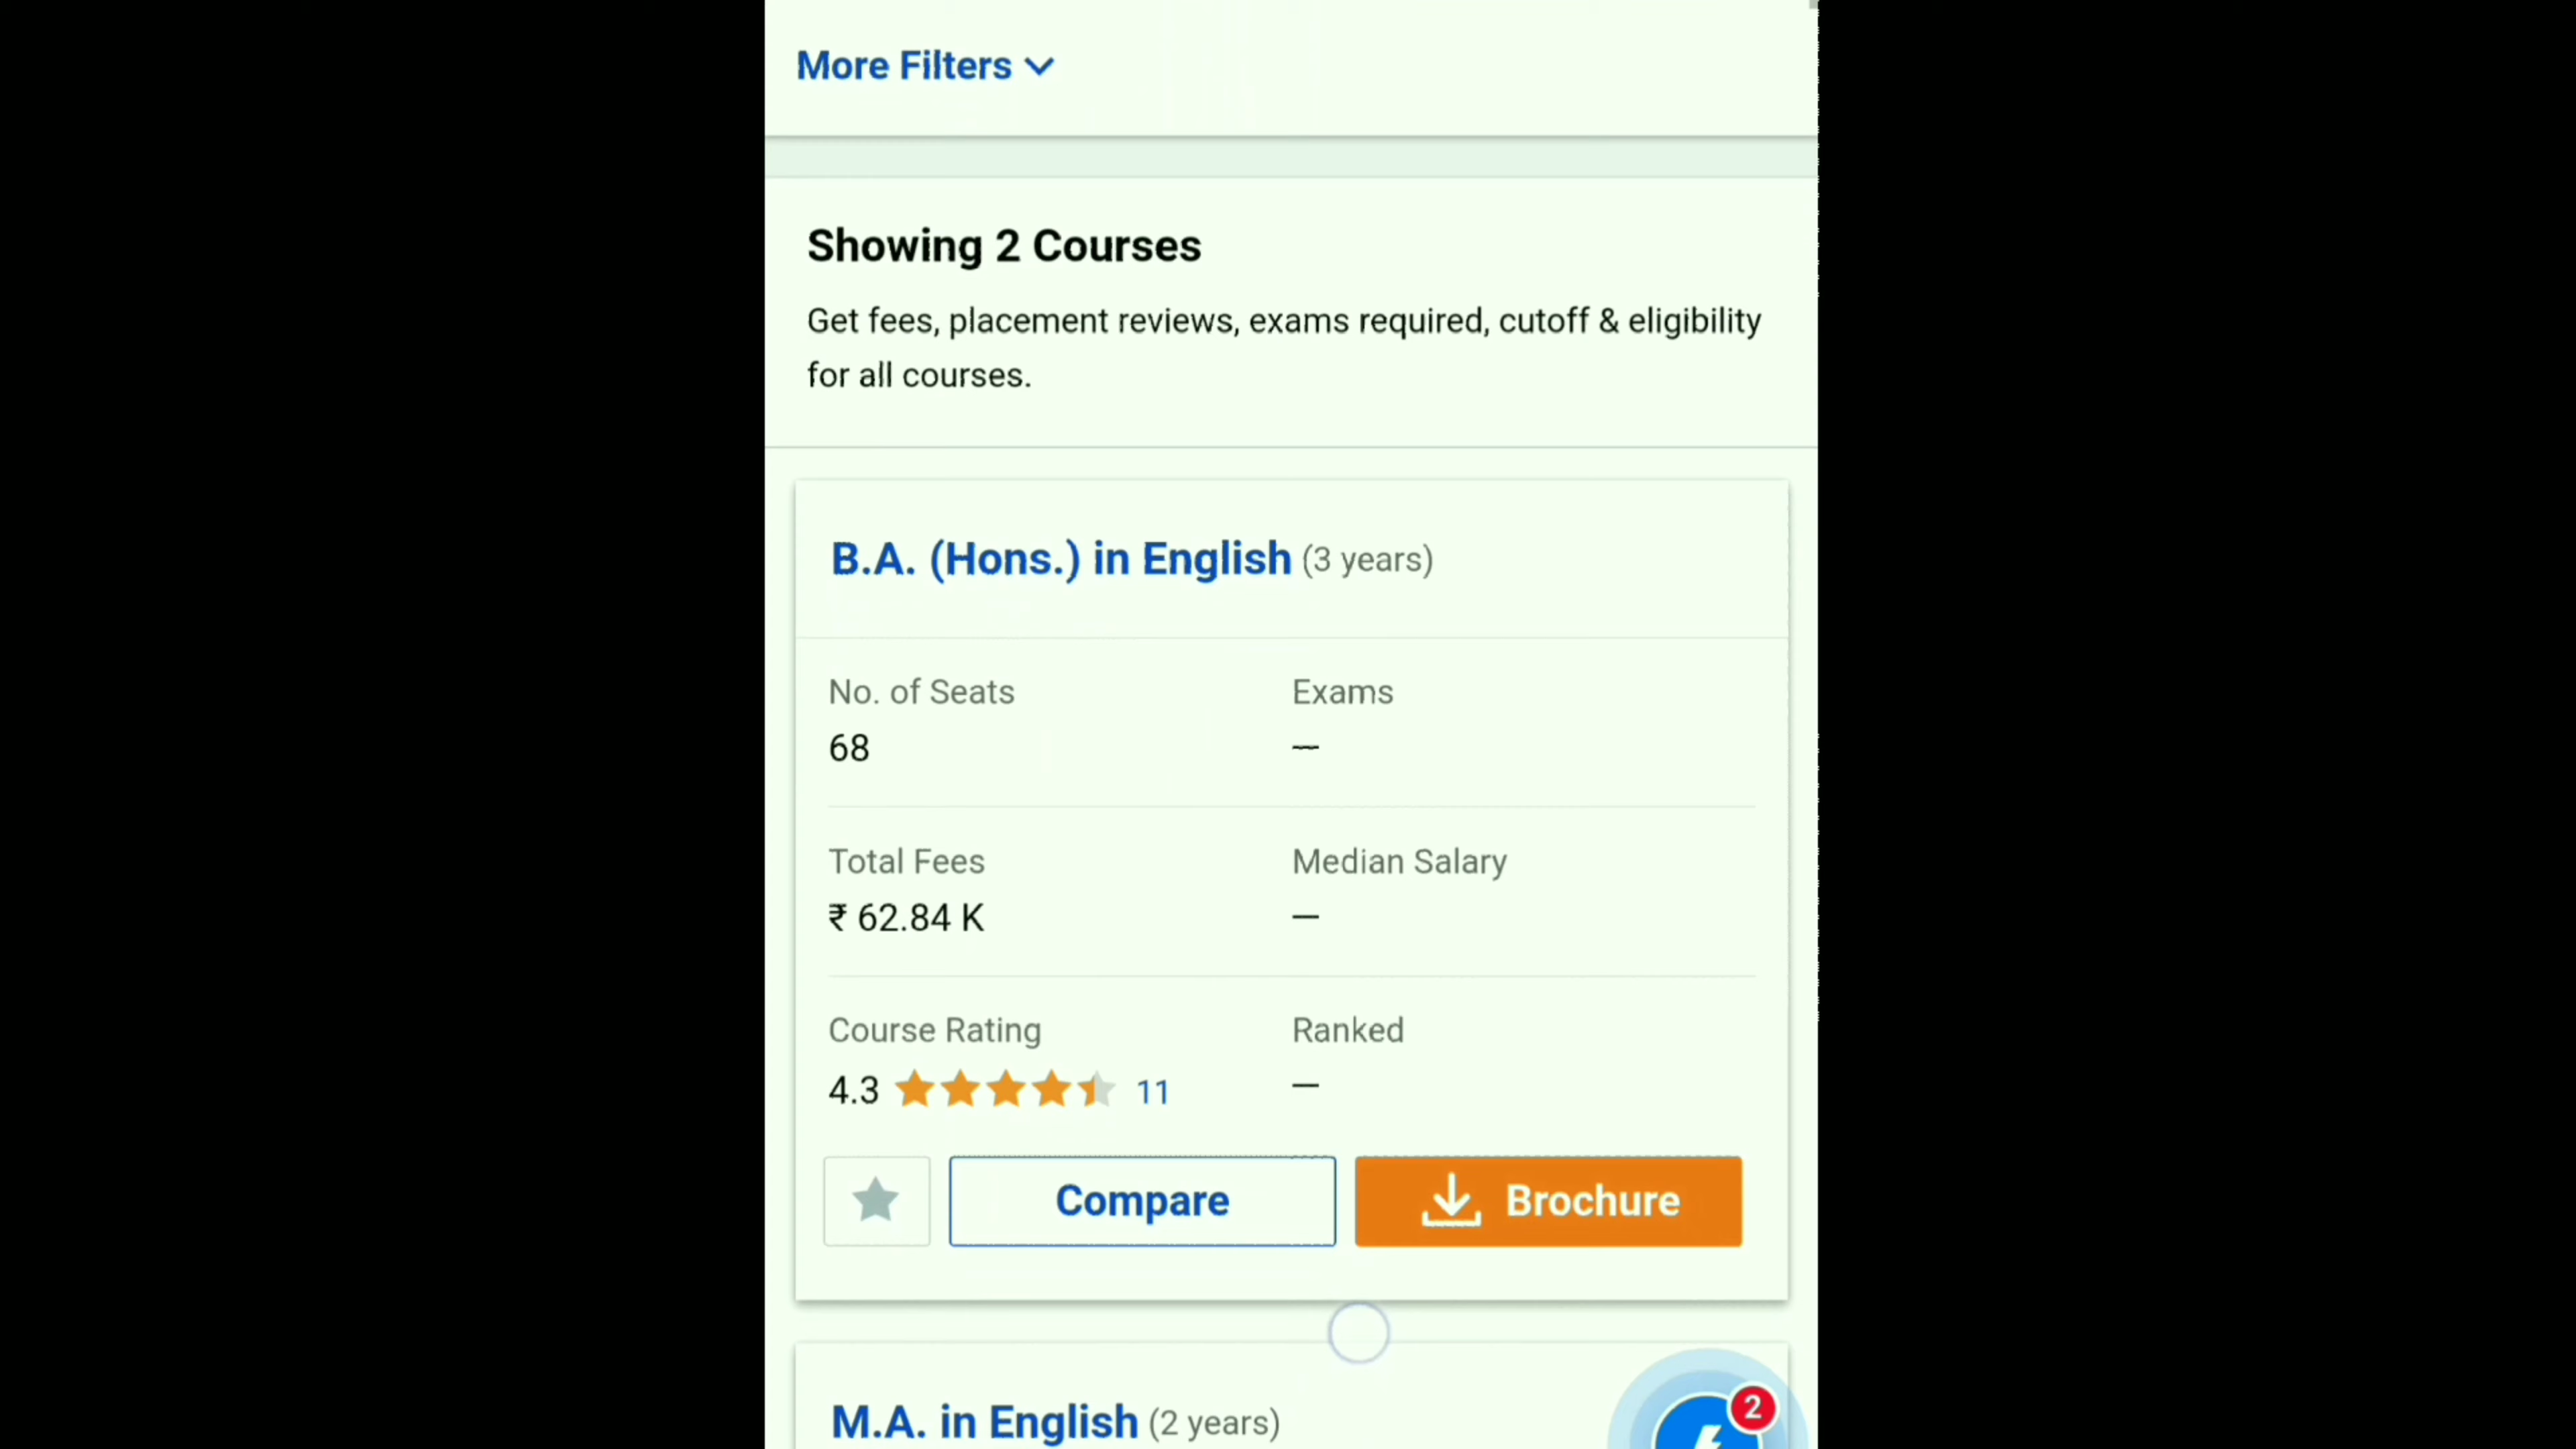 More Filters
Showing 2 Courses
Get fees, placement reviews, exams required, cutoff & eligibility
for all courses.
B.A. (Hons.) in English (3 years)
No. of Seats
Exams
68
—
Total Fees
Median Salary
₹ 62.84 K
—
Course Rating
Ranked
4.3
11
—
Compare
Brochure
M.A. in English (2 years)
2